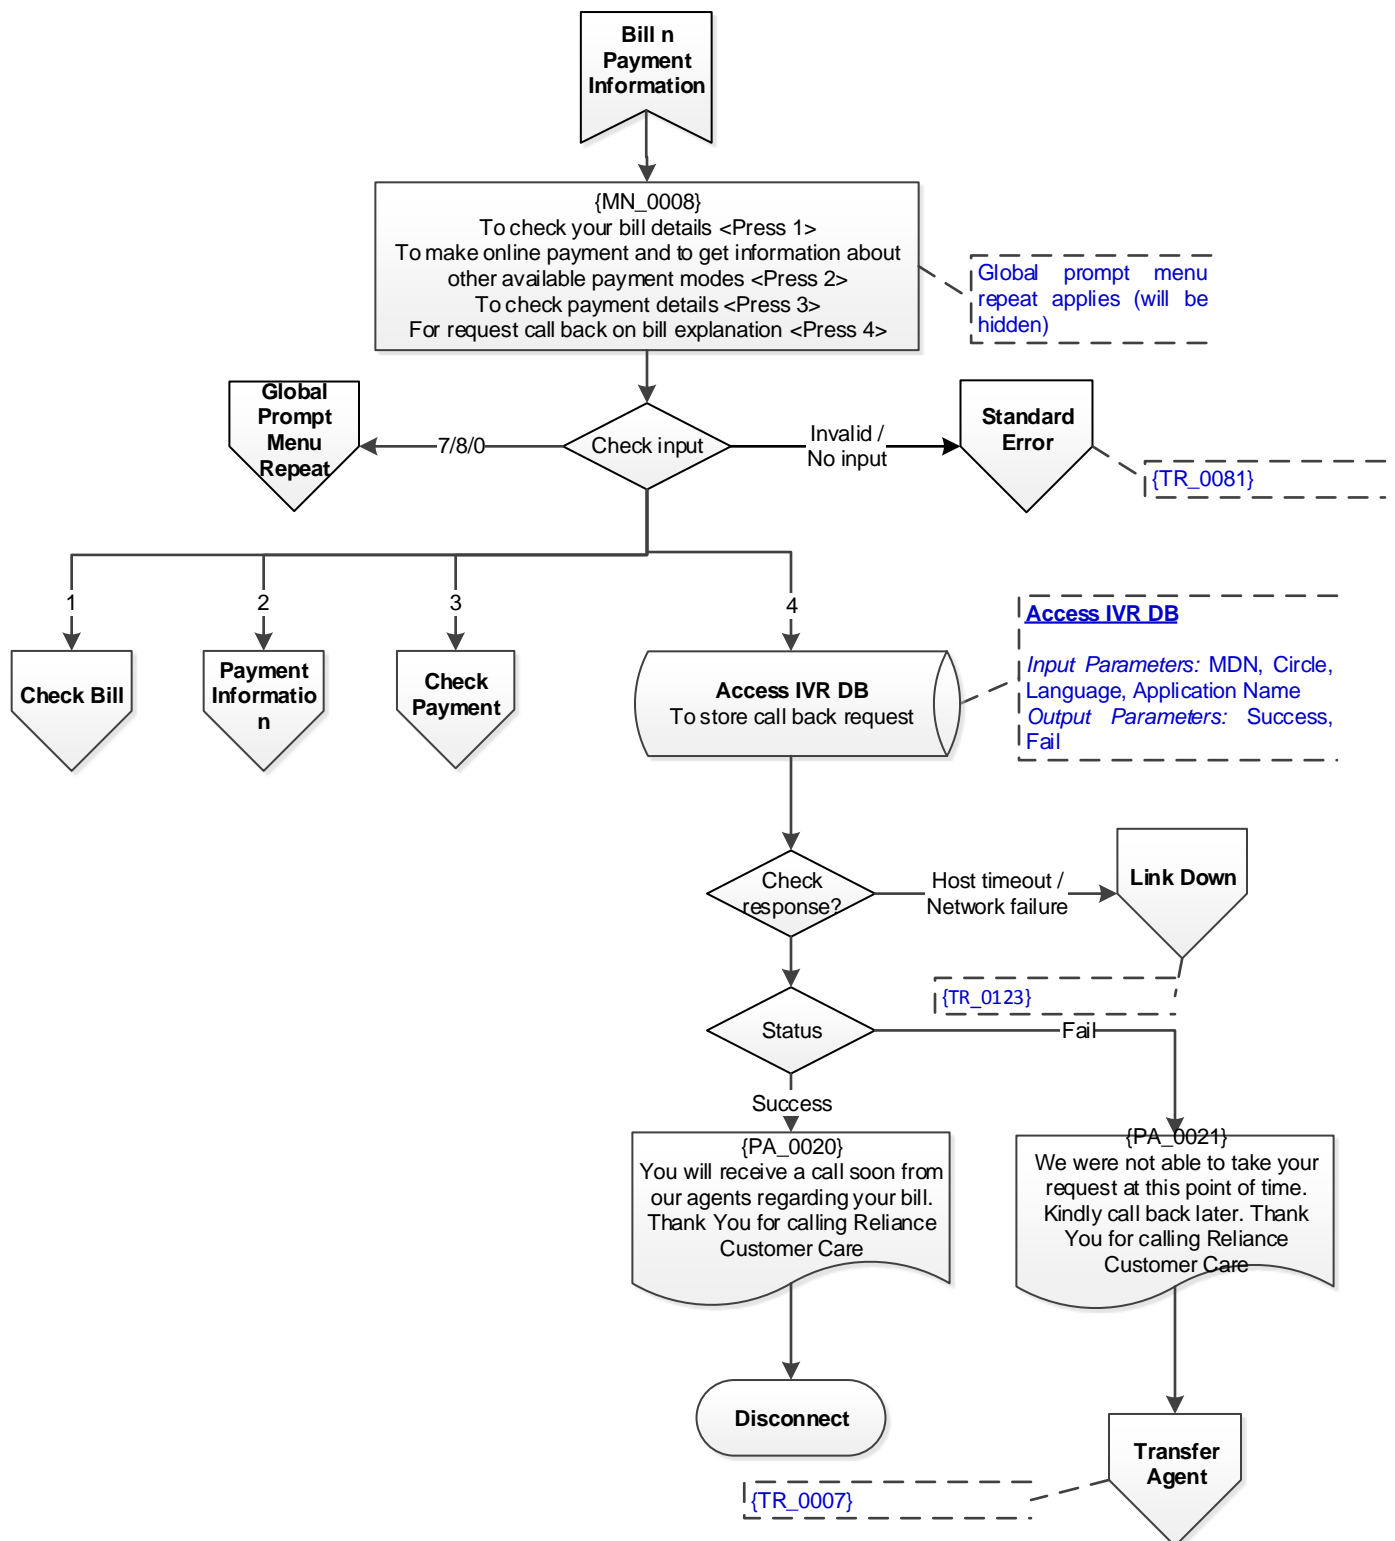 Bill n
Payment
Information
{MN_0008}
To check your bill details <Press 1>
To make online payment and to get information about
other available payment modes <Press 2>
To check payment details <Press 3>
For request call back on bill explanation <Press 4>
Global prompt menu
repeat applies (will be
hidden)
Global
Prompt
Menu
Repeat
7/8/0
Check input
Invalid /
No input
Standard
Error
{TR_0081}
1
2
3
4
Check Bill
Payment
Informatio
n
Check
Payment
Access IVR DB
To store call back request
Access IVR DB
Input Parameters: MDN, Circle,
Language, Application Name
Output Parameters: Success,
Fail
Check
response?
Host timeout /
Network failure
Link Down
{TR_0123}
Status
Fail
Success
{PA_0020}
You will receive a call soon from
our agents regarding your bill.
Thank You for calling Reliance
Customer Care
{PA_0021}
We were not able to take your
request at this point of time.
Kindly call back later. Thank
You for calling Reliance
Customer Care
Disconnect
Transfer
Agent
{TR_0007}